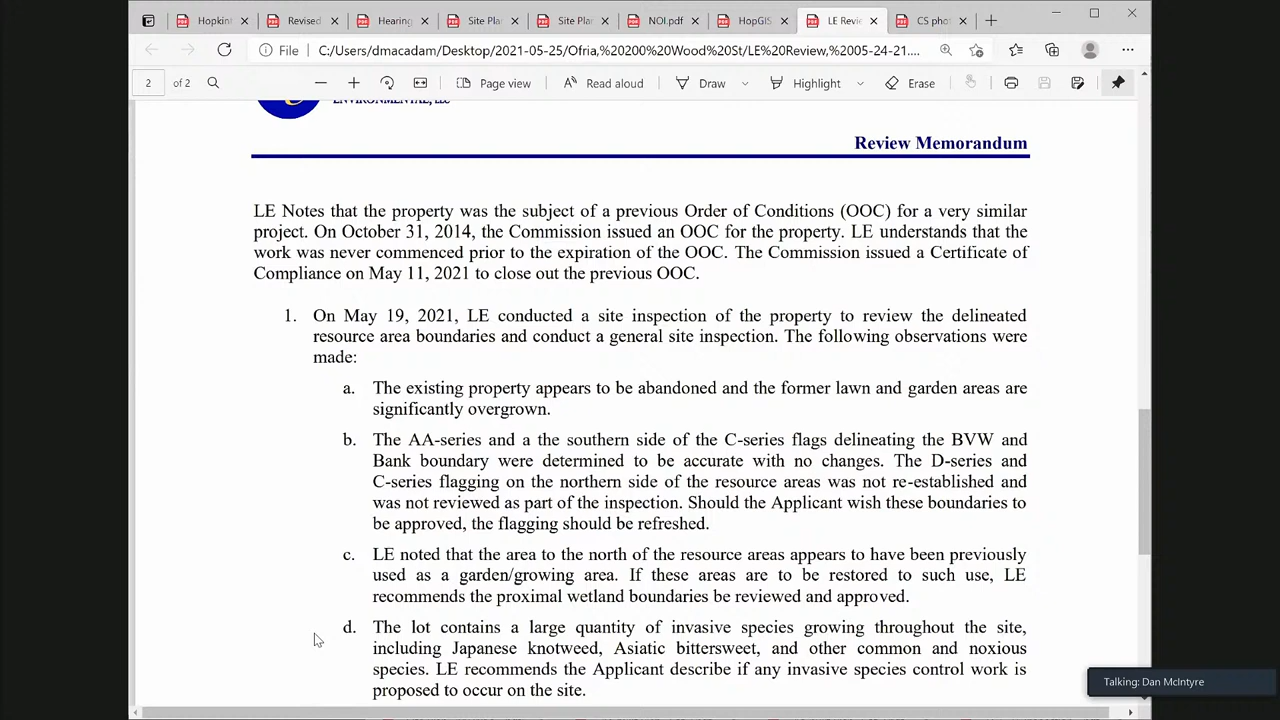 Hopkin
Revised
Hearing
Site Plan
Site Plan
NOI.pdf
HopGIS
LE Revie
CS phot
File
C:/Users/dmacadam/Desktop/2021-05-25/Ofria,%20200%20Wood%20St/LE%20Review,%2005-24-21....
2
of 2
Page view
Read aloud
Draw
Highlight
Erase
ENVIRONMENTAL, LLC
Review Memorandum
LE Notes that the property was the subject of a previous Order of Conditions (OOC) for a very similar
project. On October 31, 2014, the Commission issued an OOC for the property. LE understands that the
work was never commenced prior to the expiration of the OOC. The Commission issued a Certificate of
Compliance on May 11, 2021 to close out the previous OOC.
1. On May 19, 2021, LE conducted a site inspection of the property to review the delineated
resource area boundaries and conduct a general site inspection. The following observations were
made:
a. The existing property appears to be abandoned and the former lawn and garden areas are
significantly overgrown.
b. The AA-series and a the southern side of the C-series flags delineating the BVW and
Bank boundary were determined to be accurate with no changes. The D-series and
C-series flagging on the northern side of the resource areas was not re-established and
was not reviewed as part of the inspection. Should the Applicant wish these boundaries to
be approved, the flagging should be refreshed.
c. LE noted that the area to the north of the resource areas appears to have been previously
used as a garden/growing area. If these areas are to be restored to such use, LE
recommends the proximal wetland boundaries be reviewed and approved.
d. The lot contains a large quantity of invasive species growing throughout the site,
including Japanese knotweed, Asiatic bittersweet, and other common and noxious
species. LE recommends the Applicant describe if any invasive species control work is
proposed to occur on the site.
Talking: Dan McIntyre